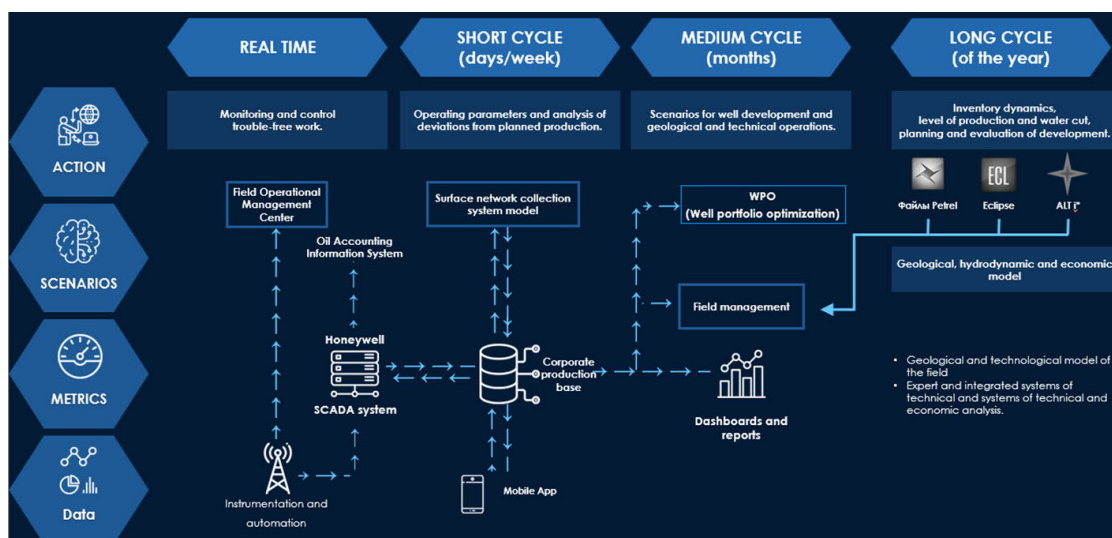 REAL TIME
SHORT CYCLE
(days/week)
MEDIUM CYCLE
(months)
LONG CYCLE
(of the year)
ACTION
Monitoring and control
trouble-free work.
Operating parameters and analysis of
deviations from planned production.
Scenarios for well development and
geological and technical operations.
Inventory dynamics,
level of production and water cut,
planning and evaluation of development.
Field Operational
Management
Center
Surface network collection
system model
WPO
(Well portfolio optimization)
ECL
Файлы Petrel
Eclipse
Oil Accounting
Information System
SCENARIOS
Geological, hydrodynamic and economic
model
Field management
Honeywell
SCADA system
Corporate
production
base
METRICS
Dashboards and
reports
• Geological and technological model of
the field
• Expert and integrated systems of
technical and systems of technical and
economic analysis.
Data
Instrumentation and
automation
Mobile App